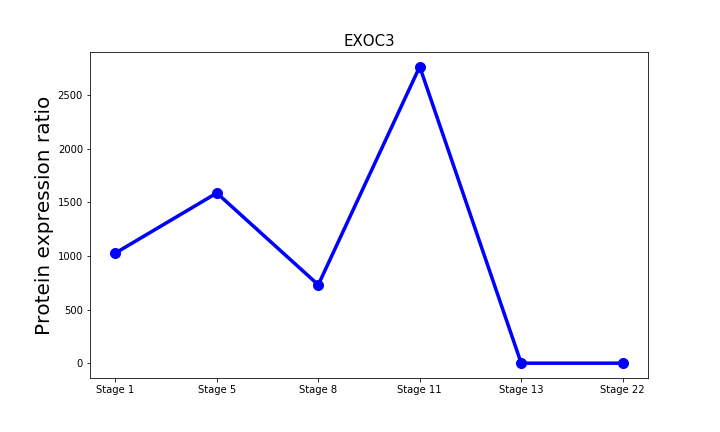 EXOC3
Protein expression ratio
2500
2000
1500
1000
500
0
Stage 1 Stage 5 Stage 8 Stage 11 Stage 13 Stage 22